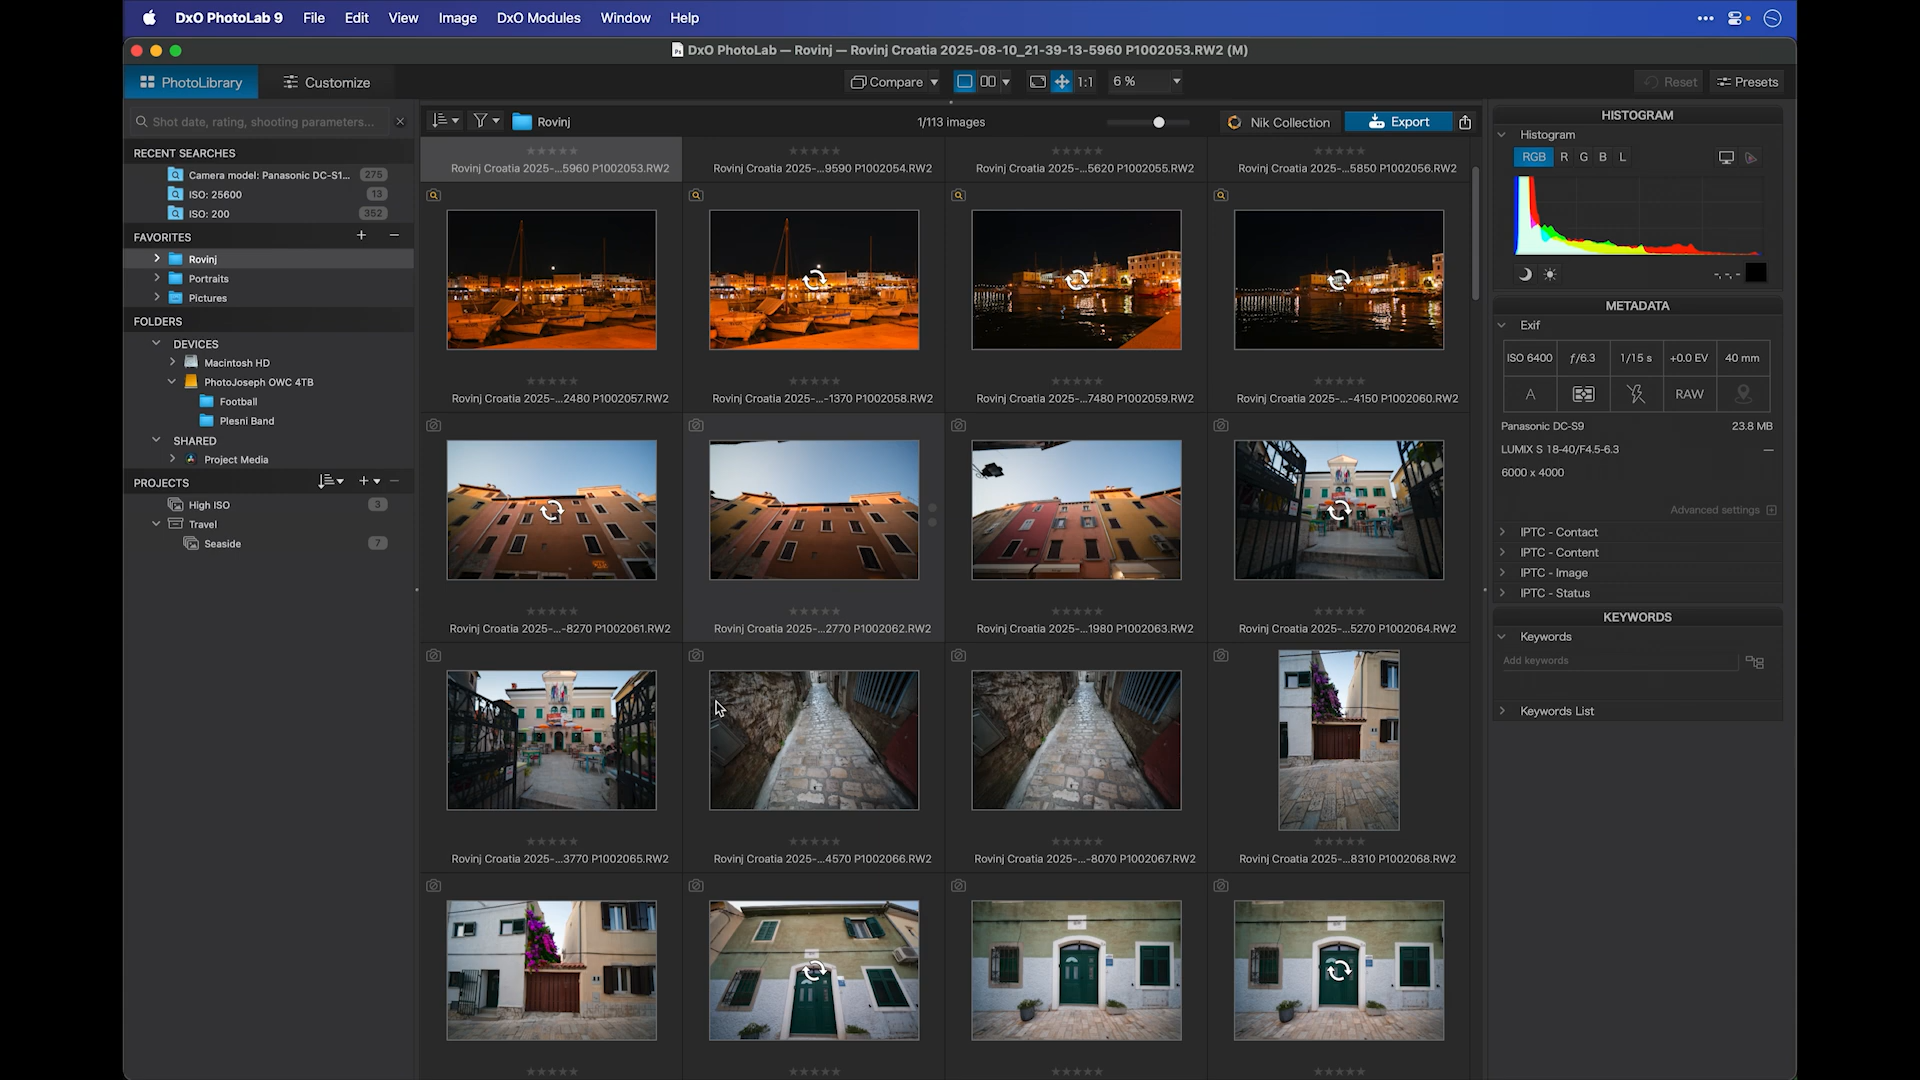 DxO PhotoLab 9 File Edit View Image DxO Modules Window Help
DxO PhotoLab — Rovinj — Rovinj Croatia 2025-08-10_21-39-13-5960 P1002053.RW2 (M)
PhotoLibrary Customize Compare 1:1 6 % Reset Presets
Shot date, rating, shooting parameters...
RECENT SEARCHES
Camera model: Panasonic DC-S1... 275
ISO: 25600 13
ISO: 200 352
FAVORITES
Rovinj
Portraits
Pictures
FOLDERS
DEVICES
Macintosh HD
PhotoJoseph OWC 4TB
Football
Plesni Band
SHARED
Project Media
PROJECTS
High ISO 3
Travel
Seaside 7
Rovinj 1/113 images Nik Collection Export
Rovinj Croatia 2025-...5960 P1002053.RW2 Rovinj Croatia 2025-...9590 P1002054.RW2 Rovinj Croatia 2025-...5620 P1002055.RW2 Rovinj Croatia 2025-...5850 P1002056.RW2
Rovinj Croatia 2025-...2480 P1002057.RW2 Rovinj Croatia 2025-...-1370 P1002058.RW2 Rovinj Croatia 2025-...7480 P1002059.RW2 Rovinj Croatia 2025-...-4150 P1002060.RW2
Rovinj Croatia 2025-...-8270 P1002061.RW2 Rovinj Croatia 2025-...2770 P1002062.RW2 Rovinj Croatia 2025-...1980 P1002063.RW2 Rovinj Croatia 2025-...5270 P1002064.RW2
Rovinj Croatia 2025-...3770 P1002065.RW2 Rovinj Croatia 2025-...4570 P1002066.RW2 Rovinj Croatia 2025-...-8070 P1002067.RW2 Rovinj Croatia 2025-...8310 P1002068.RW2
HISTOGRAM
Histogram
RGB R G B L
METADATA
Exif
ISO 6400 ƒ/6.3 1/15 s +0.0 EV 40 mm
A RAW
Panasonic DC-S9 23.8 MB
LUMIX S 18-40/F4.5-6.3 —
6000 x 4000
Advanced settings
IPTC - Contact
IPTC - Content
IPTC - Image
IPTC - Status
KEYWORDS
Keywords
Add keywords
Keywords List